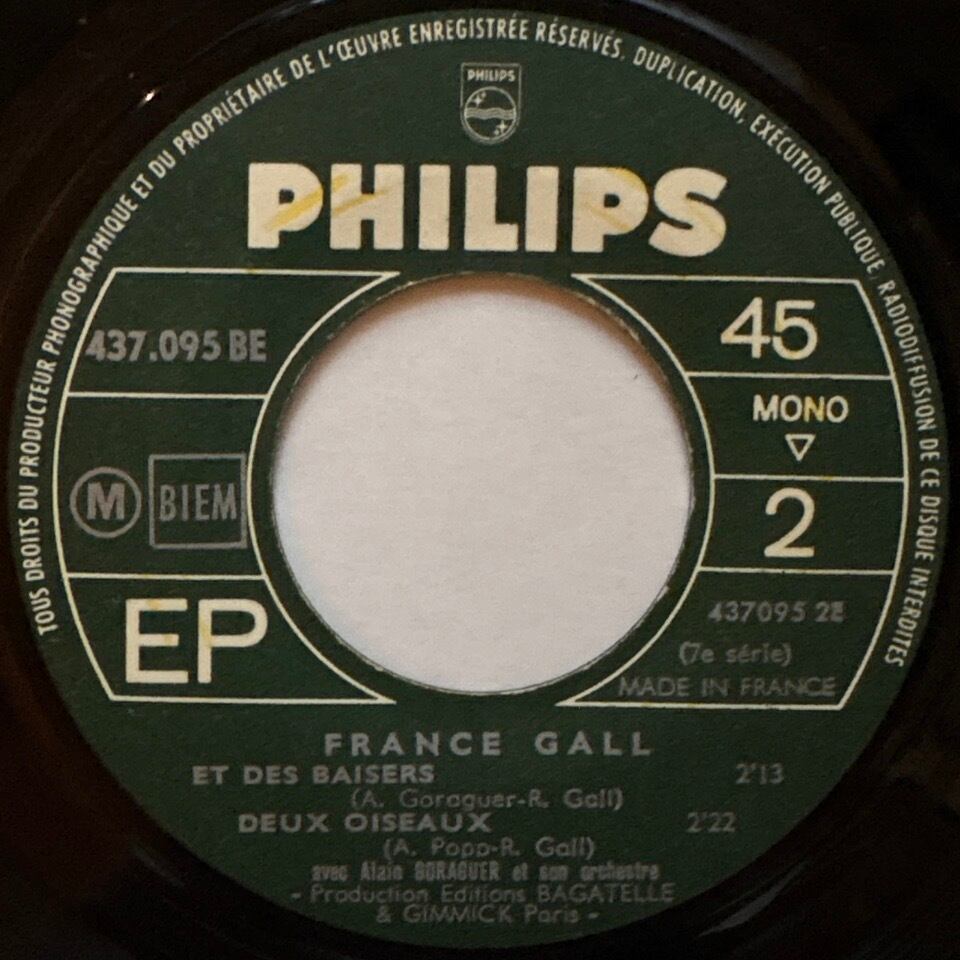 TOUS DROITS DU PRODUCTEUR PHONOGRAPHIQUE ET DU PROPRIÉTAIRE DE L'ŒUVRE ENREGISTRÉE RÉSERVÉS. DUPLICATION, EXÉCUTION PUBLIQUE, RADIODIFFUSION DE CE DISQUE INTERDITES
PHILIPS
PHILIPS
437.095 BE
45
MONO
M BIEM
2
EP
437095 2E
(7e série)
MADE IN FRANCE
FRANCE GALL
ET DES BAISERS 2'13
(A. Goraguer-R. Gall)
DEUX OISEAUX 2'22
(A. Popp-R. Gall)
avec Alain GORAGUER et son orchestre
- Production Editions BAGATELLE
& GIMMICK Paris -